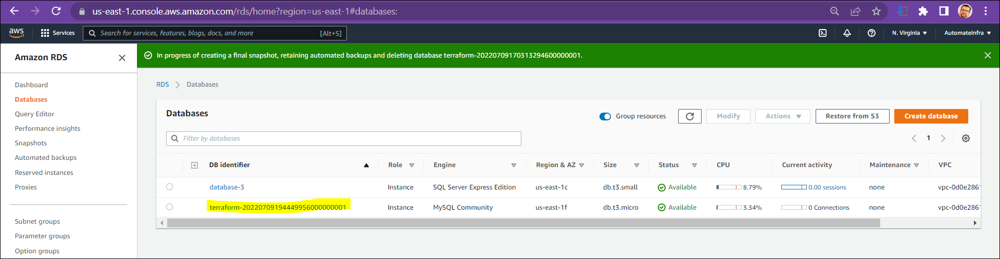 us-east-1.console.aws.amazon.com/rds/home?region=us-east-1#databases:
aws Services Search for services, features, blogs, docs, and more [Alt+S] N. Virginia AutomateInfra
Amazon RDS
In progress of creating a final snapshot, retaining automated backups and deleting database terraform-20220709170313294600000001.
Dashboard
Databases
Query Editor
Performance insights
Snapshots
Automated backups
Reserved instances
Proxies
Subnet groups
Parameter groups
Option groups
RDS > Databases
Databases Group resources Modify Actions Restore from S3 Create database
Filter by databases 1
DB identifier Role Engine Region & AZ Size Status CPU Current activity Maintenance VPC
database-3 Instance SQL Server Express Edition us-east-1c db.t3.small Available 8.79% 0.00 sessions none vpc-0d0e2861
terraform-20220709194449956000000001 Instance MySQL Community us-east-1f db.t3.micro Available 3.34% 0 Connections none vpc-0d0e2861